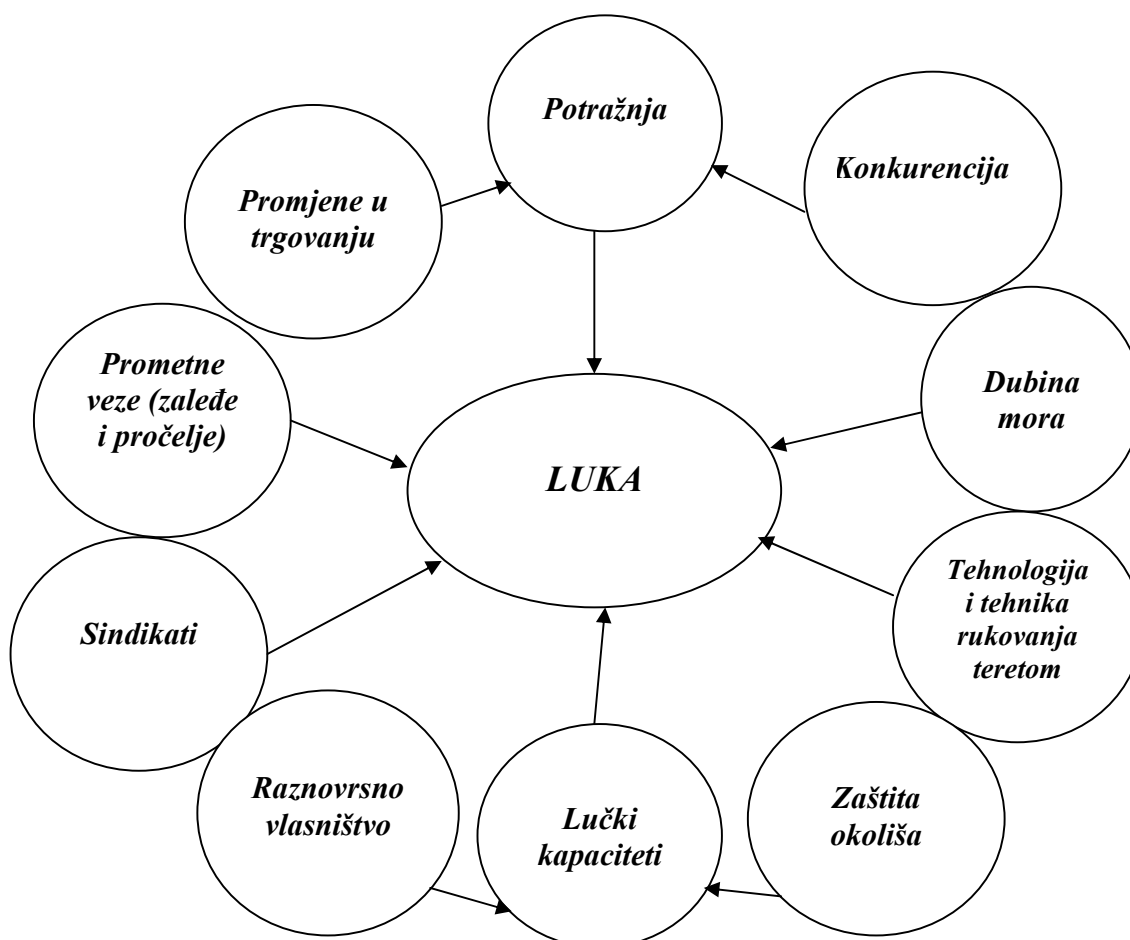 Potražnja
Konkurencija
Promjene u
trgovanju
Prometne
veze (zaleđe
i pročelje)
Dubina
mora
LUKA
Tehnologija
i tehnika
rukovanja
teretom
Sindikati
Raznovrsno
vlasništvo
Lučki
kapaciteti
Zaštita
okoliša